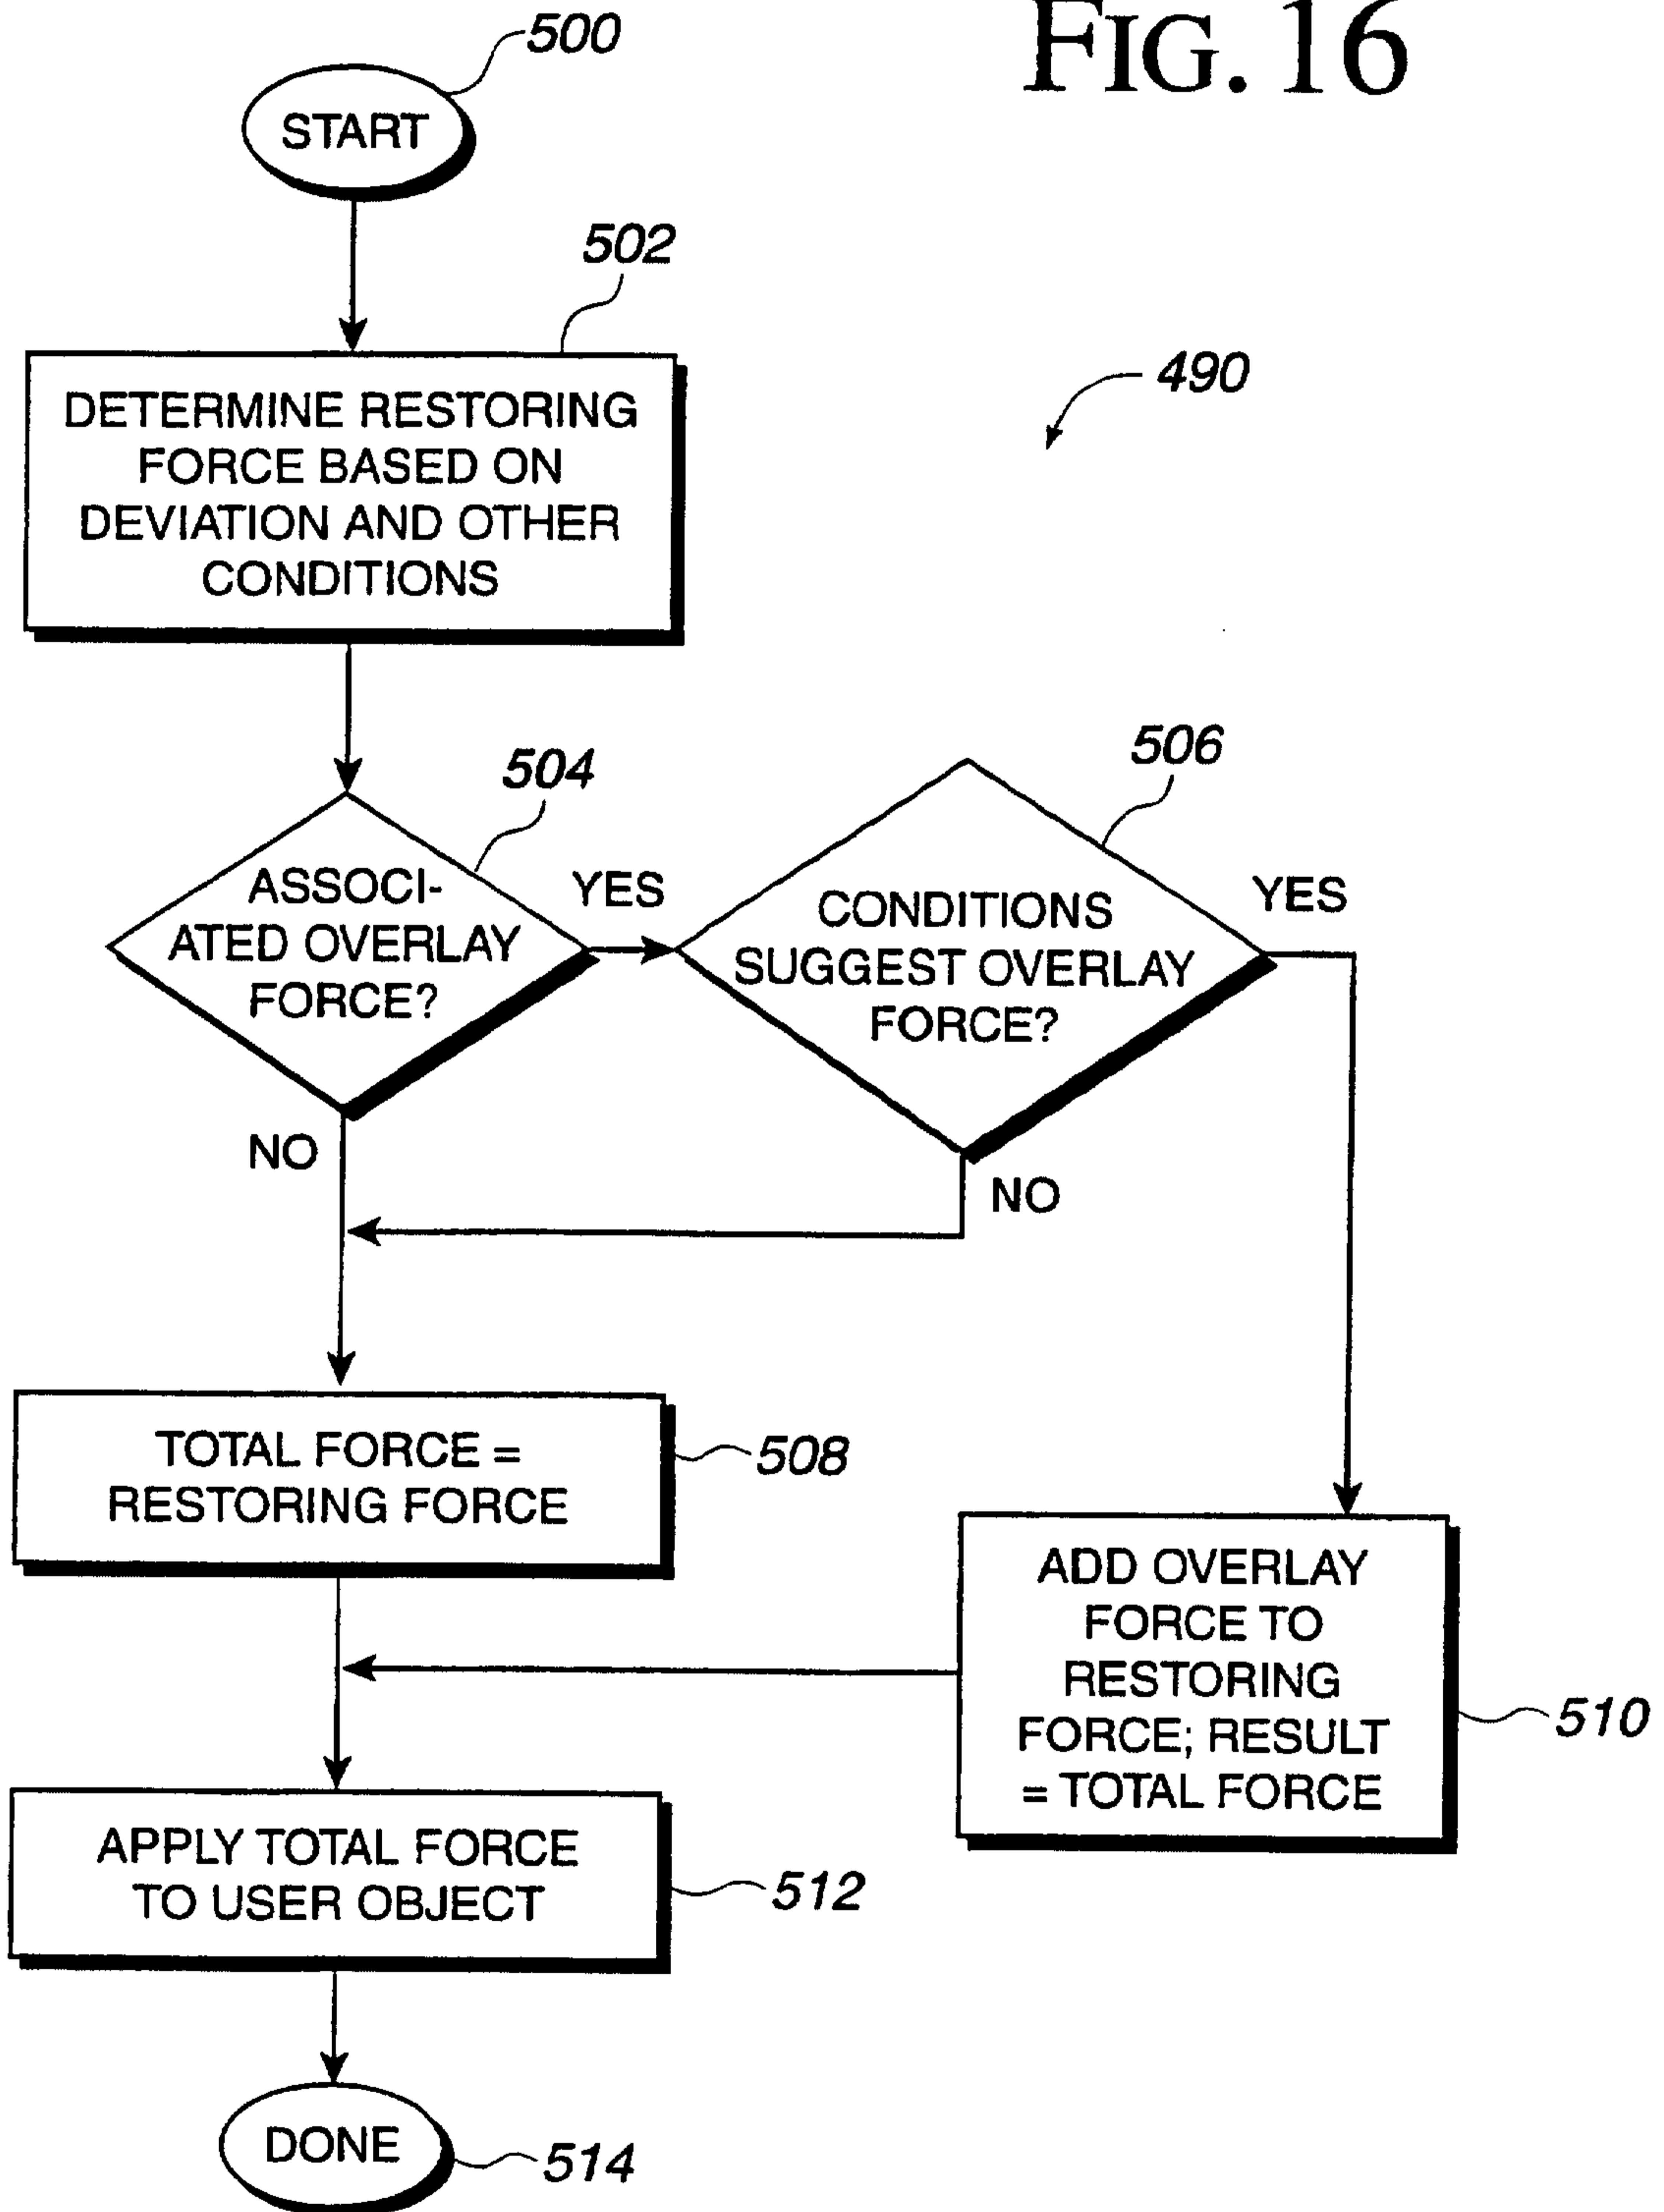 FIG. 16
500
START
502
490
DETERMINE RESTORING
FORCE BASED ON
DEVIATION AND OTHER
CONDITIONS
504
506
ASSOCI-
ATED OVERLAY
FORCE?
YES
CONDITIONS
SUGGEST OVERLAY
FORCE?
YES
NO
NO
TOTAL FORCE =
RESTORING FORCE
508
ADD OVERLAY
FORCE TO
RESTORING
FORCE; RESULT
= TOTAL FORCE
510
APPLY TOTAL FORCE
TO USER OBJECT
512
DONE
514